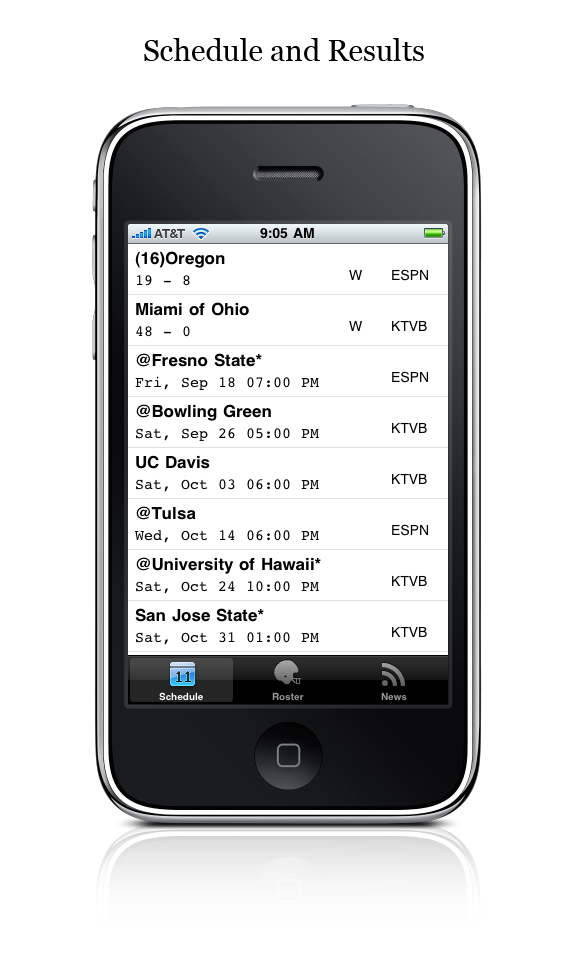 Schedule and Results
AT&T 9:05 AM
(16)Oregon
19 - 8 W ESPN
Miami of Ohio
48 - 0 W KTVB
@Fresno State*
Fri, Sep 18 07:00 PM ESPN
@Bowling Green
Sat, Sep 26 05:00 PM KTVB
UC Davis
Sat, Oct 03 06:00 PM KTVB
@Tulsa
Wed, Oct 14 06:00 PM ESPN
@University of Hawaii*
Sat, Oct 24 10:00 PM KTVB
San Jose State*
Sat, Oct 31 01:00 PM KTVB
11
Schedule Roster News